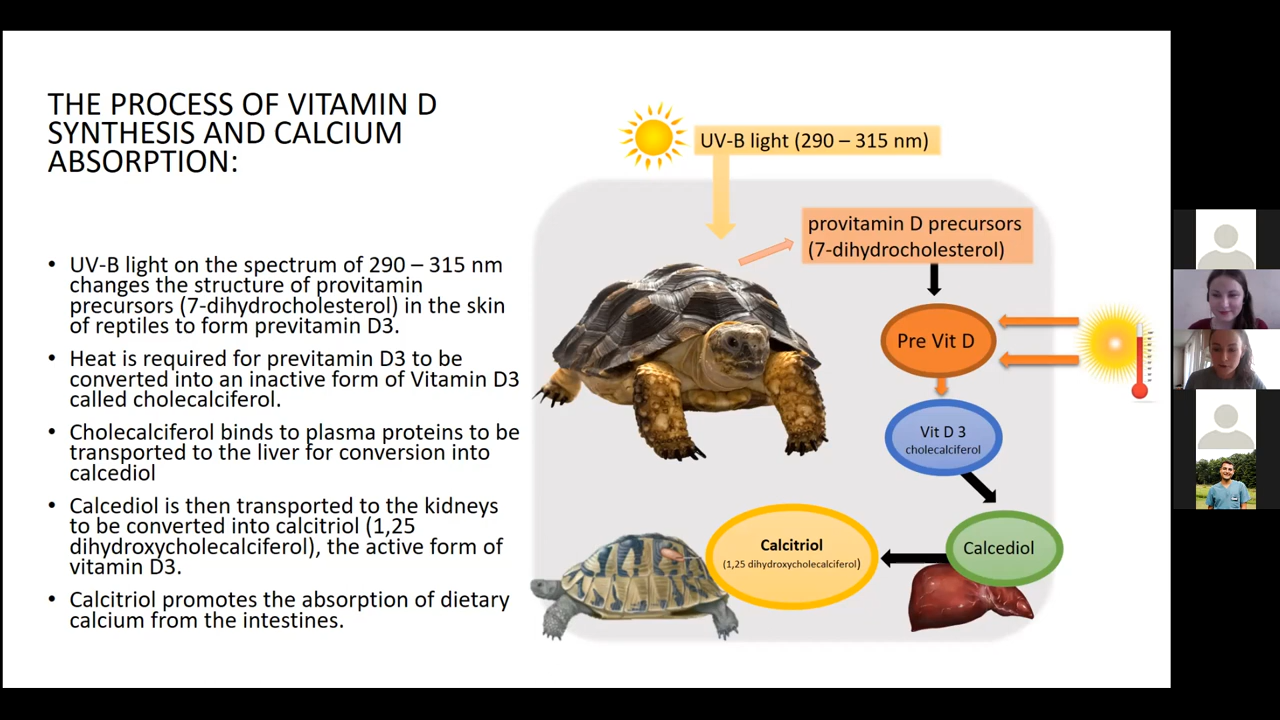 THE PROCESS OF VITAMIN D
SYNTHESIS AND CALCIUM
ABSORPTION:
• UV-B light on the spectrum of 290 – 315 nm
changes the structure of provitamin
precursors (7-dihydrocholesterol) in the skin
of reptiles to form previtamin D3.
• Heat is required for previtamin D3 to be
converted into an inactive form of Vitamin D3
called cholecalciferol.
• Cholecalciferol binds to plasma proteins to be
transported to the liver for conversion into
calcediol
• Calcediol is then transported to the kidneys
to be converted into calcitriol (1,25
dihydroxycholecalciferol), the active form of
vitamin D3.
• Calcitriol promotes the absorption of dietary
calcium from the intestines.
UV-B light (290 – 315 nm)
provitamin D precursors
(7-dihydrocholesterol)
Pre Vit D
Vit D 3
cholecalciferol
Calcediol
Calcitriol
(1,25 dihydroxycholecalciferol)